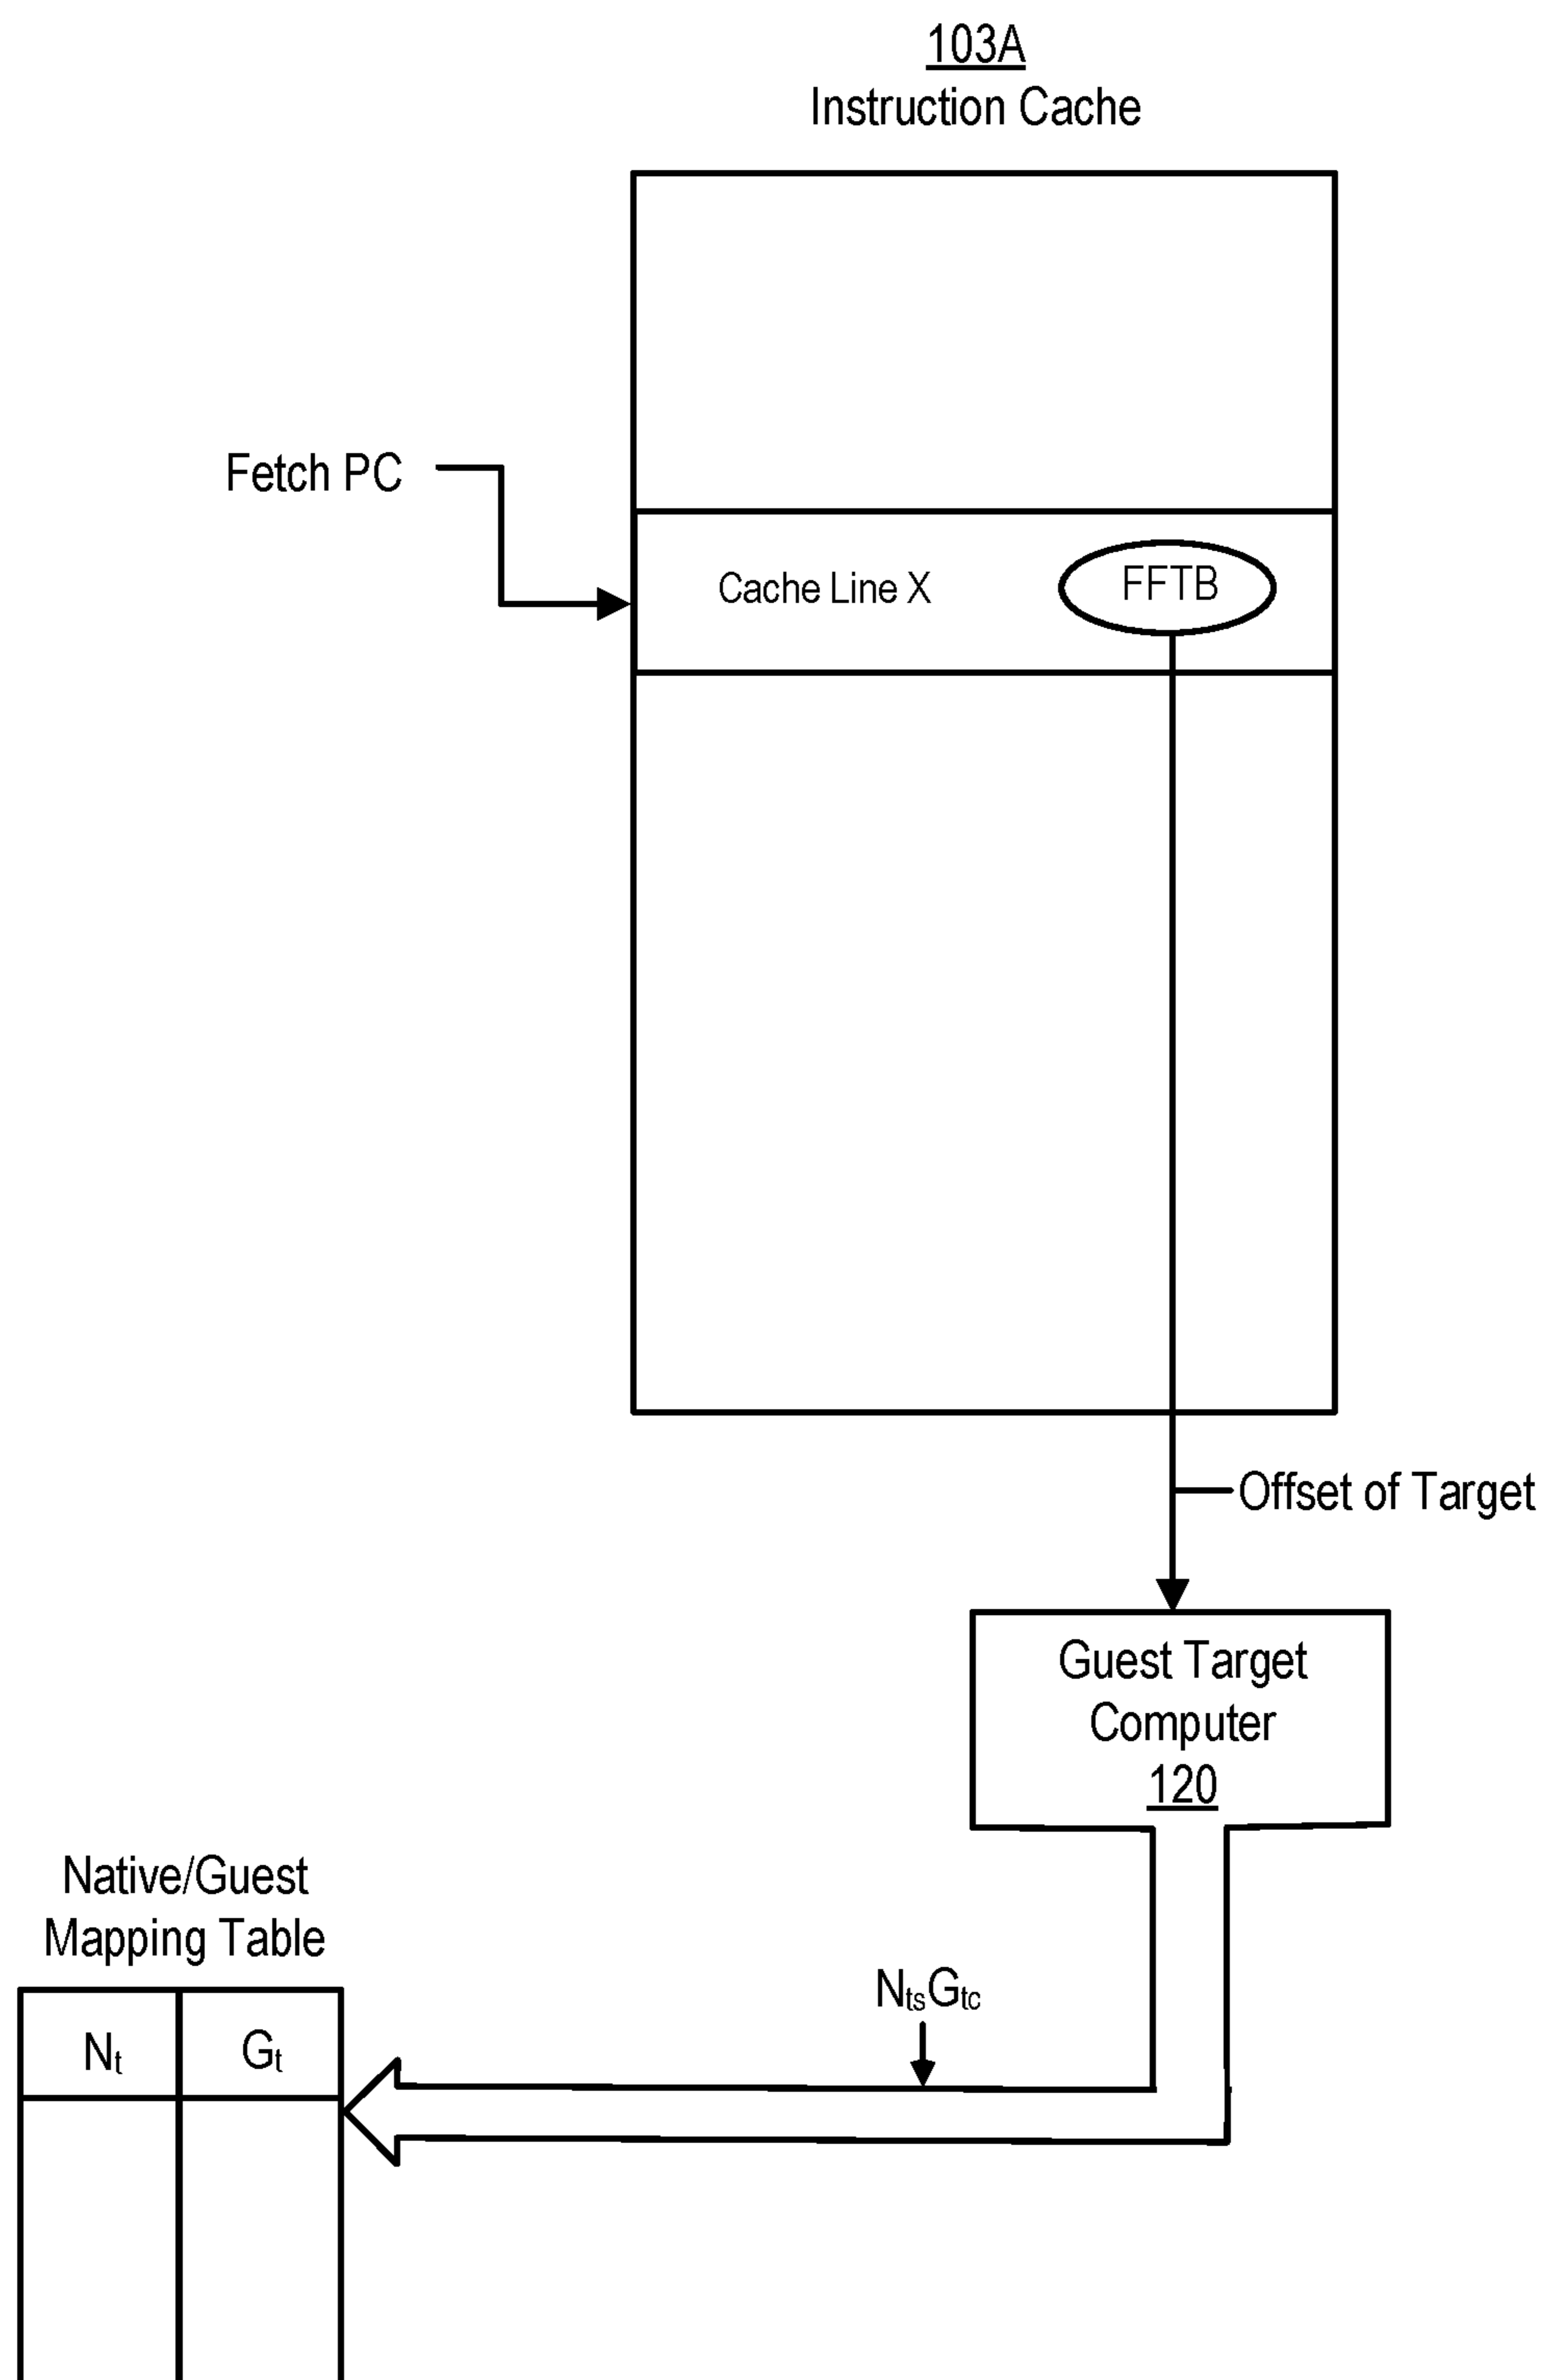 103A
Instruction Cache
Fetch PC
Cache Line X
FFTB
Offset of Target
Guest Target
Computer
120
Native/Guest
Mapping Table
NtsGtc
Nt
Gt